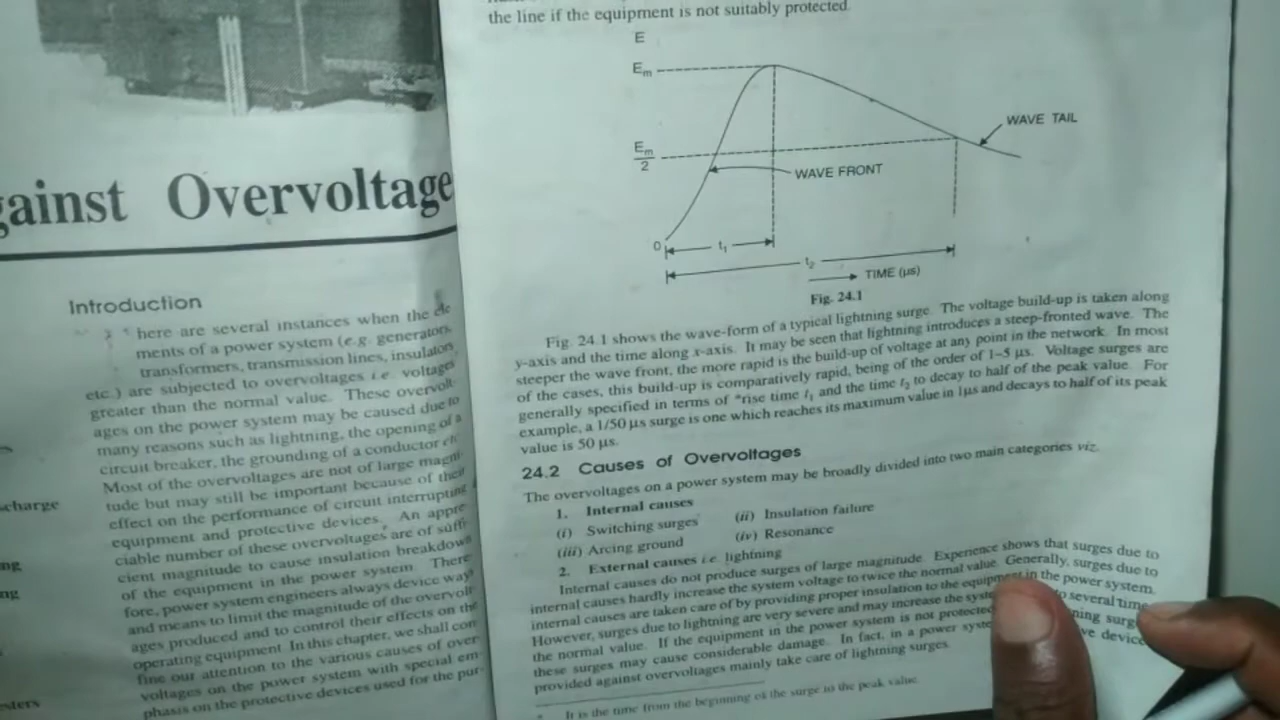 gainst Overvoltage
Introduction
here are several instances when the ele
ments of a power system (e.g. generators
transformers, transmission lines, insulators
etc.) are subjected to overvoltages i.e. voltages
greater than the normal value. These overvolt-
ages on the power system may be caused due to
many reasons such as lightning, the opening of a
circuit breaker, the grounding of a conductor etc
Most of the overvoltages are not of large magni
tude but may still be important because of their
effect on the performance of circuit interrupting
equipment and protective devices. An appre
ciable number of these overvoltages are of suffi
cient magnitude to cause insulation breakdown
of the equipment in the power system. There
fore, power system engineers always device ways
and means to limit the magnitude of the overvolt
ages produced and to control their effects on the
operating equipment. In this chapter, we shall con
fine our attention to the various causes of over-
voltages on the power system with special em-
phasis on the protective devices used for the pur-
scharge
ng
ng
esters
the line if the equipment is not suitably protected.
E
Em
Em
2
WAVE TAIL
WAVE FRONT
0
t1
t2
TIME (μs)
Fig. 24.1
Fig. 24.1 shows the wave-form of a typical lightning surge. The voltage build-up is taken along
y-axis and the time along x-axis. It may be seen that lightning introduces a steep-fronted wave. The
steeper the wave front, the more rapid is the build-up of voltage at any point in the network. In most
of the cases, this build-up is comparatively rapid, being of the order of 1–5 μs. Voltage surges are
generally specified in terms of *rise time t1 and the time t2 to decay to half of the peak value. For
example, a 1/50 μs surge is one which reaches its maximum value in 1μs and decays to half of its peak
value is 50 μs.
24.2 Causes of Overvoltages
The overvoltages on a power system may be broadly divided into two main categories viz.
1. Internal causes
(i) Switching surges (ii) Insulation failure
(iii) Arcing ground (iv) Resonance
2. External causes i.e. lightning
Internal causes do not produce surges of large magnitude. Experience shows that surges due to
internal causes hardly increase the system voltage to twice the normal value. Generally, surges due to
internal causes are taken care of by providing proper insulation to the equipment in the power system.
However, surges due to lightning are very severe and may increase the syste to several time
the normal value. If the equipment in the power system is not protected ning surge
these surges may cause considerable damage. In fact, in a power syste ve device
provided against overvoltages mainly take care of lightning surges.
* It is the time from the beginning of the surge to the peak value.